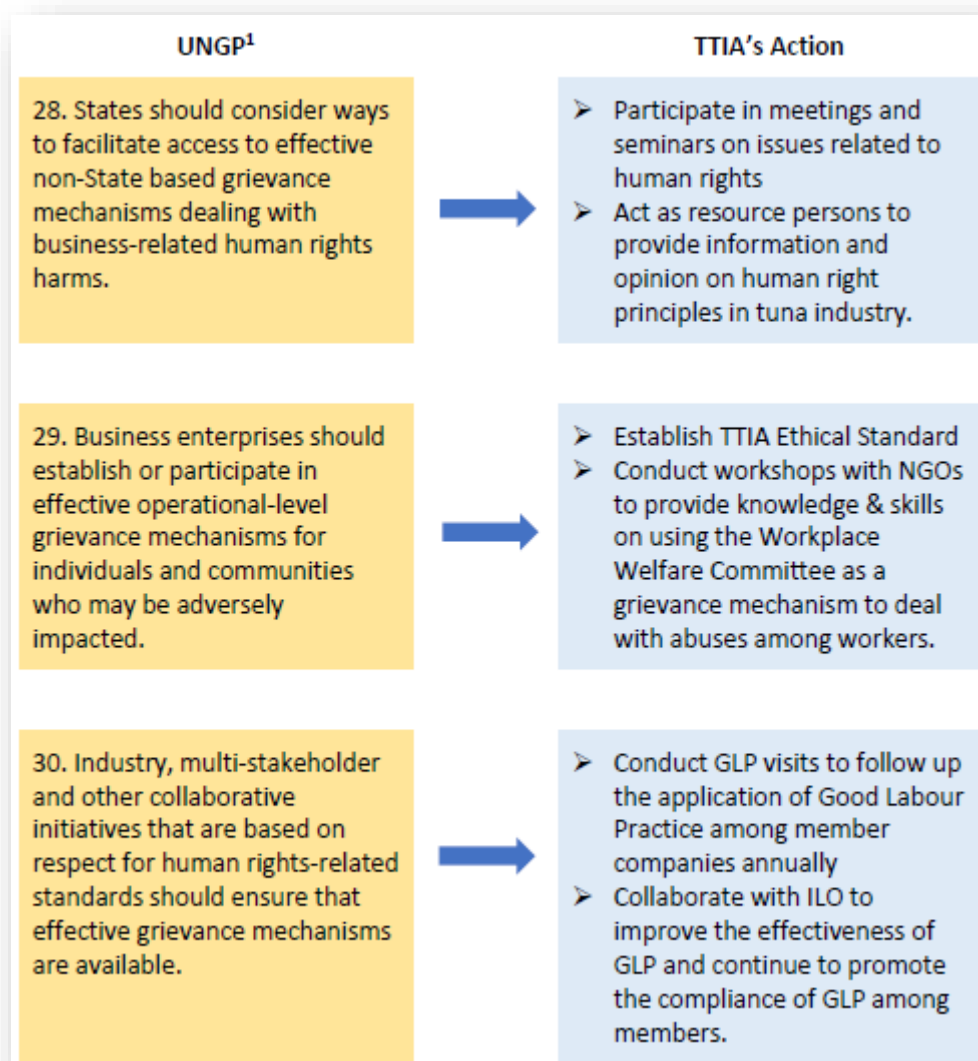 UNGP1
TTIA's Action
28. States should consider ways
to facilitate access to effective
non-State based grievance
mechanisms dealing with
business-related human rights
harms.
➢ Participate in meetings and
seminars on issues related to
human rights
➢ Act as resource persons to
provide information and
opinion on human right
principles in tuna industry.
29. Business enterprises should
establish or participate in
effective operational-level
grievance mechanisms for
individuals and communities
who may be adversely
impacted.
➢ Establish TTIA Ethical Standard
➢ Conduct workshops with NGOs
to provide knowledge & skills
on using the Workplace
Welfare Committee as a
grievance mechanism to deal
with abuses among workers.
30. Industry, multi-stakeholder
and other collaborative
initiatives that are based on
respect for human rights-related
standards should ensure that
effective grievance mechanisms
are available.
➢ Conduct GLP visits to follow up
the application of Good Labour
Practice among member
companies annually
➢ Collaborate with ILO to
improve the effectiveness of
GLP and continue to promote
the compliance of GLP among
members.